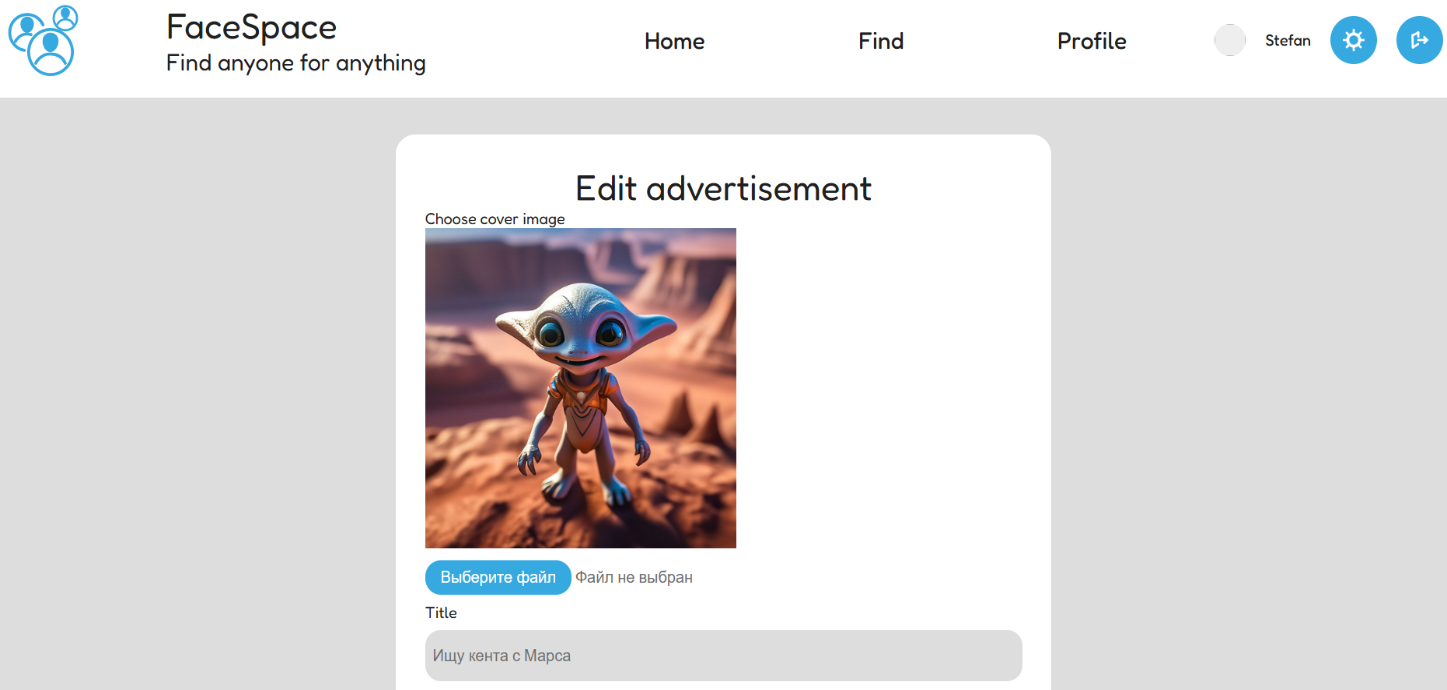 FaceSpace
Find anyone for anything
Home
Find
Profile
Stefan
Edit advertisement
Choose cover image
Выберите файл Файл не выбран
Title
Ищу кента с Марса